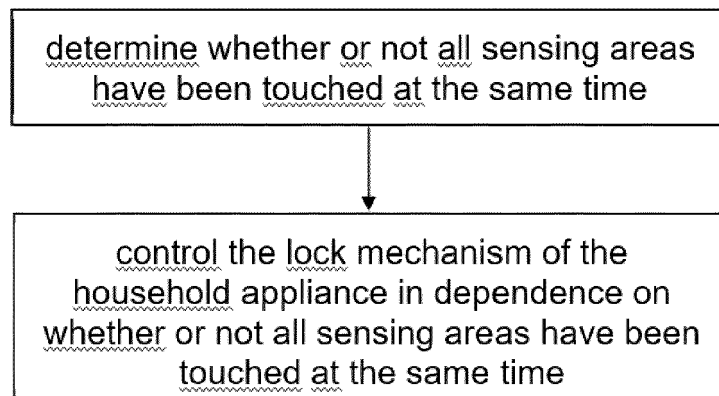 determine whether or not all sensing areas
have been touched at the same time
control the lock mechanism of the
household appliance in dependence on
whether or not all sensing areas have been
touched at the same time